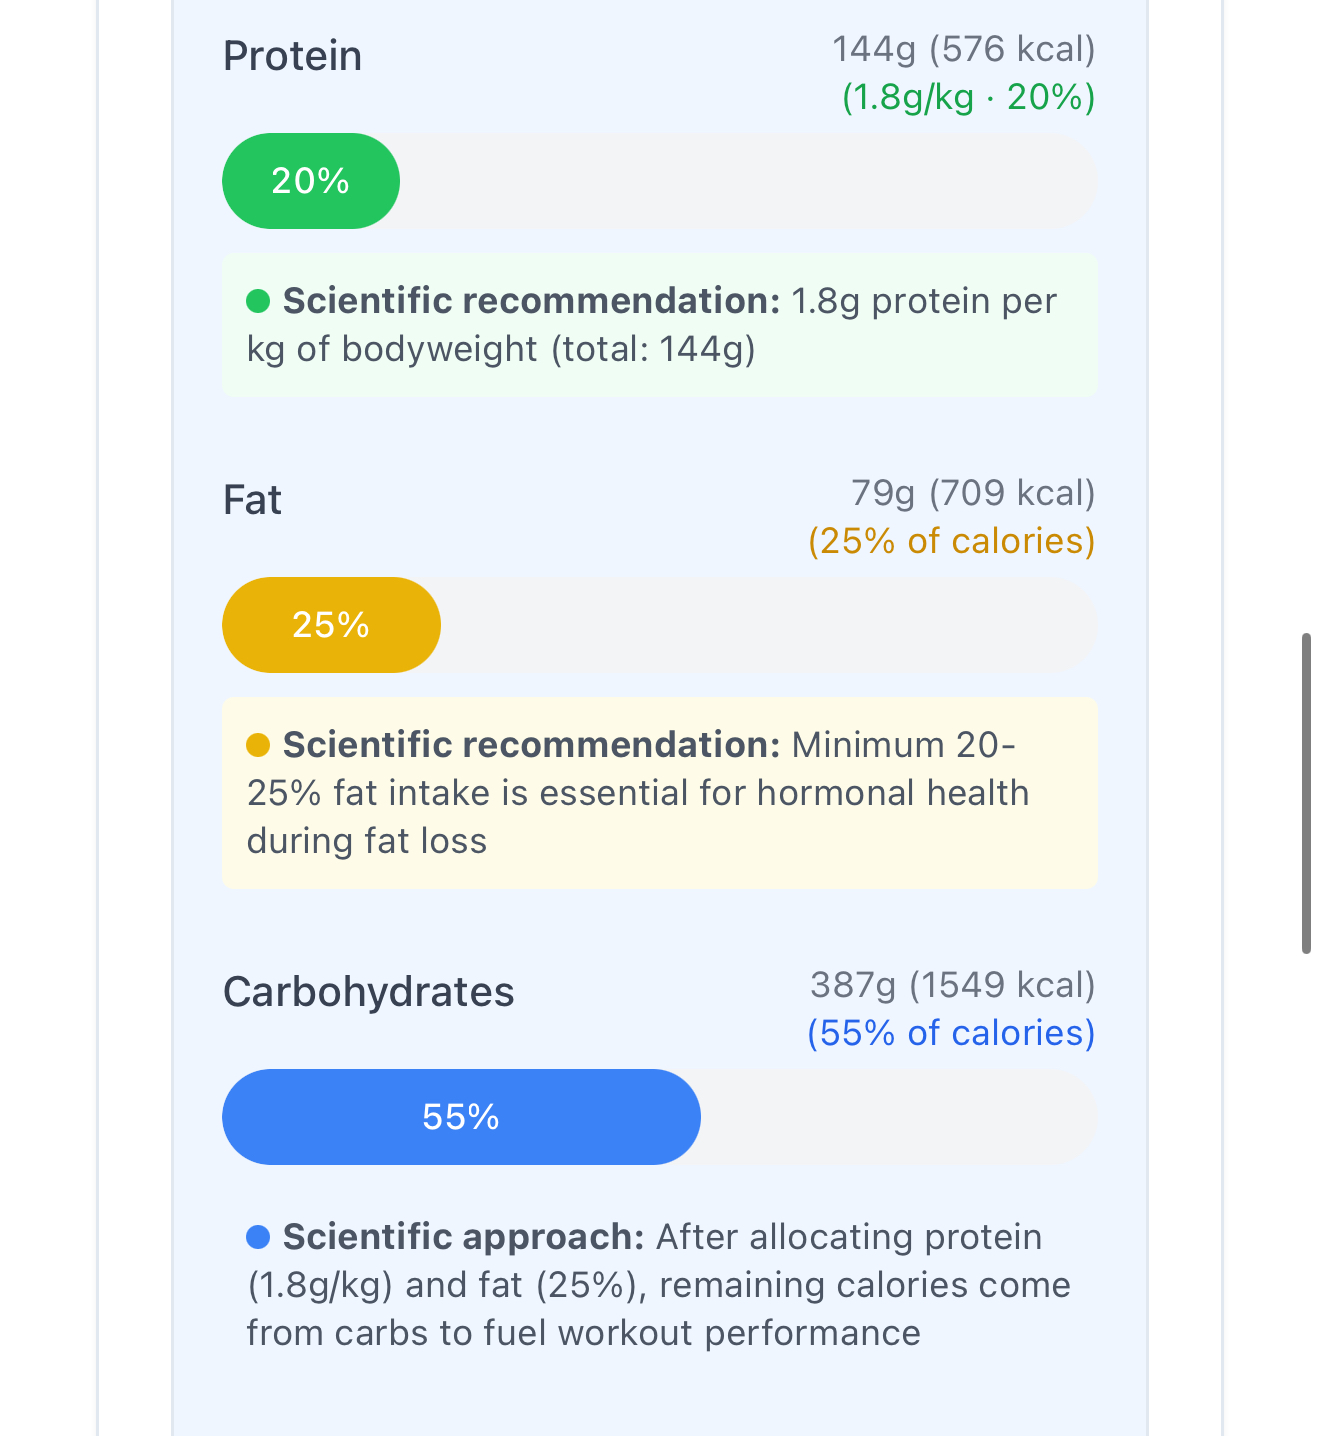 Protein
144g (576 kcal)
(1.8g/kg · 20%)
20%
Scientific recommendation: 1.8g protein per
kg of bodyweight (total: 144g)
Fat
79g (709 kcal)
(25% of calories)
25%
Scientific recommendation: Minimum 20-
25% fat intake is essential for hormonal health
during fat loss
Carbohydrates
387g (1549 kcal)
(55% of calories)
55%
Scientific approach: After allocating protein
(1.8g/kg) and fat (25%), remaining calories come
from carbs to fuel workout performance